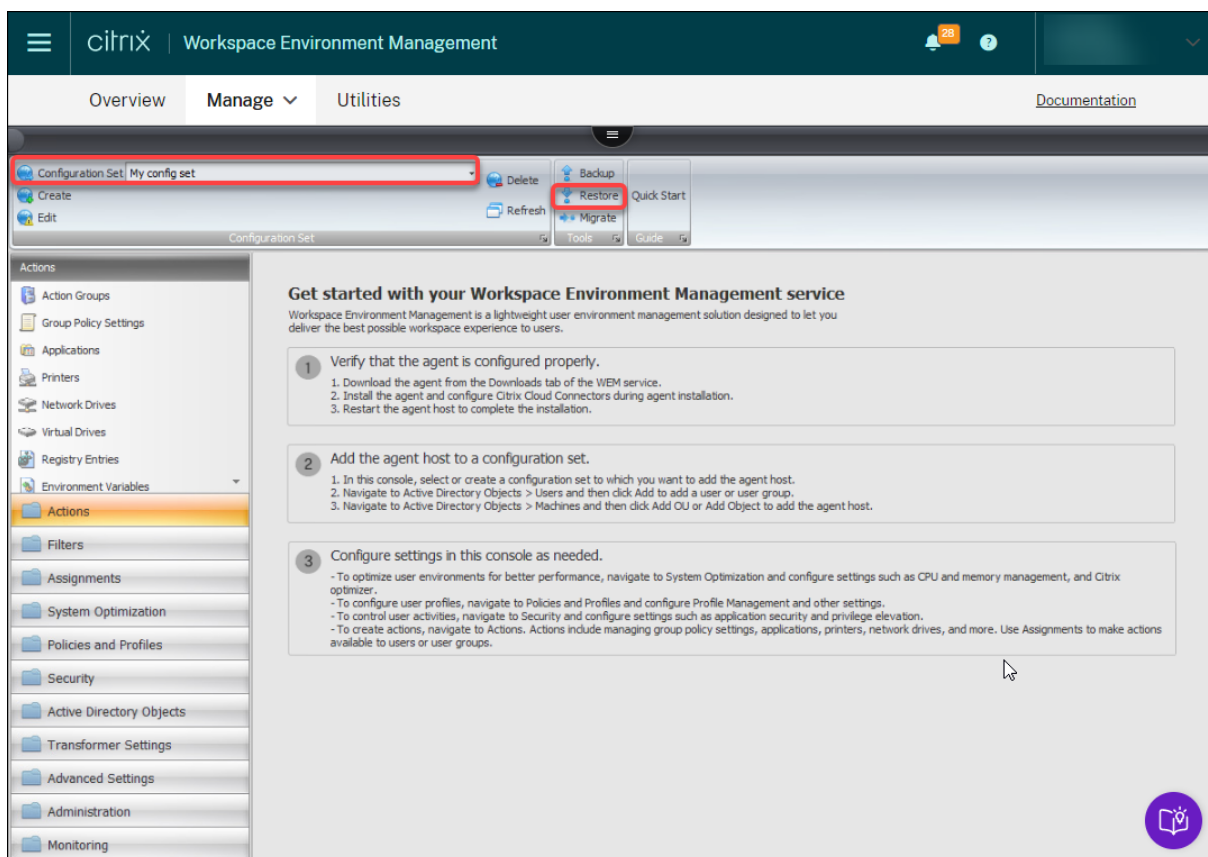 citrix | Workspace Environment Management
28
?
Overview
Manage
Utilities
Documentation
Configuration Set My config set
Create
Edit
Delete
Refresh
Configuration Set
Backup
Restore
Migrate
Tools
Quick Start
Guide
Actions
Action Groups
Group Policy Settings
Applications
Printers
Network Drives
Virtual Drives
Registry Entries
Environment Variables
Actions
Filters
Assignments
System Optimization
Policies and Profiles
Security
Active Directory Objects
Transformer Settings
Advanced Settings
Administration
Monitoring
Get started with your Workspace Environment Management service
Workspace Environment Management is a lightweight user environment management solution designed to let you
deliver the best possible workspace experience to users.
1
Verify that the agent is configured properly.
1. Download the agent from the Downloads tab of the WEM service.
2. Install the agent and configure Citrix Cloud Connectors during agent installation.
3. Restart the agent host to complete the installation.
2
Add the agent host to a configuration set.
1. In this console, select or create a configuration set to which you want to add the agent host.
2. Navigate to Active Directory Objects > Users and then click Add to add a user or user group.
3. Navigate to Active Directory Objects > Machines and then click Add OU or Add Object to add the agent host.
3
Configure settings in this console as needed.
- To optimize user environments for better performance, navigate to System Optimization and configure settings such as CPU and memory management, and Citrix
optimizer.
- To configure user profiles, navigate to Policies and Profiles and configure Profile Management and other settings.
- To control user activities, navigate to Security and configure settings such as application security and privilege elevation.
- To create actions, navigate to Actions. Actions include managing group policy settings, applications, printers, network drives, and more. Use Assignments to make actions
available to users or user groups.